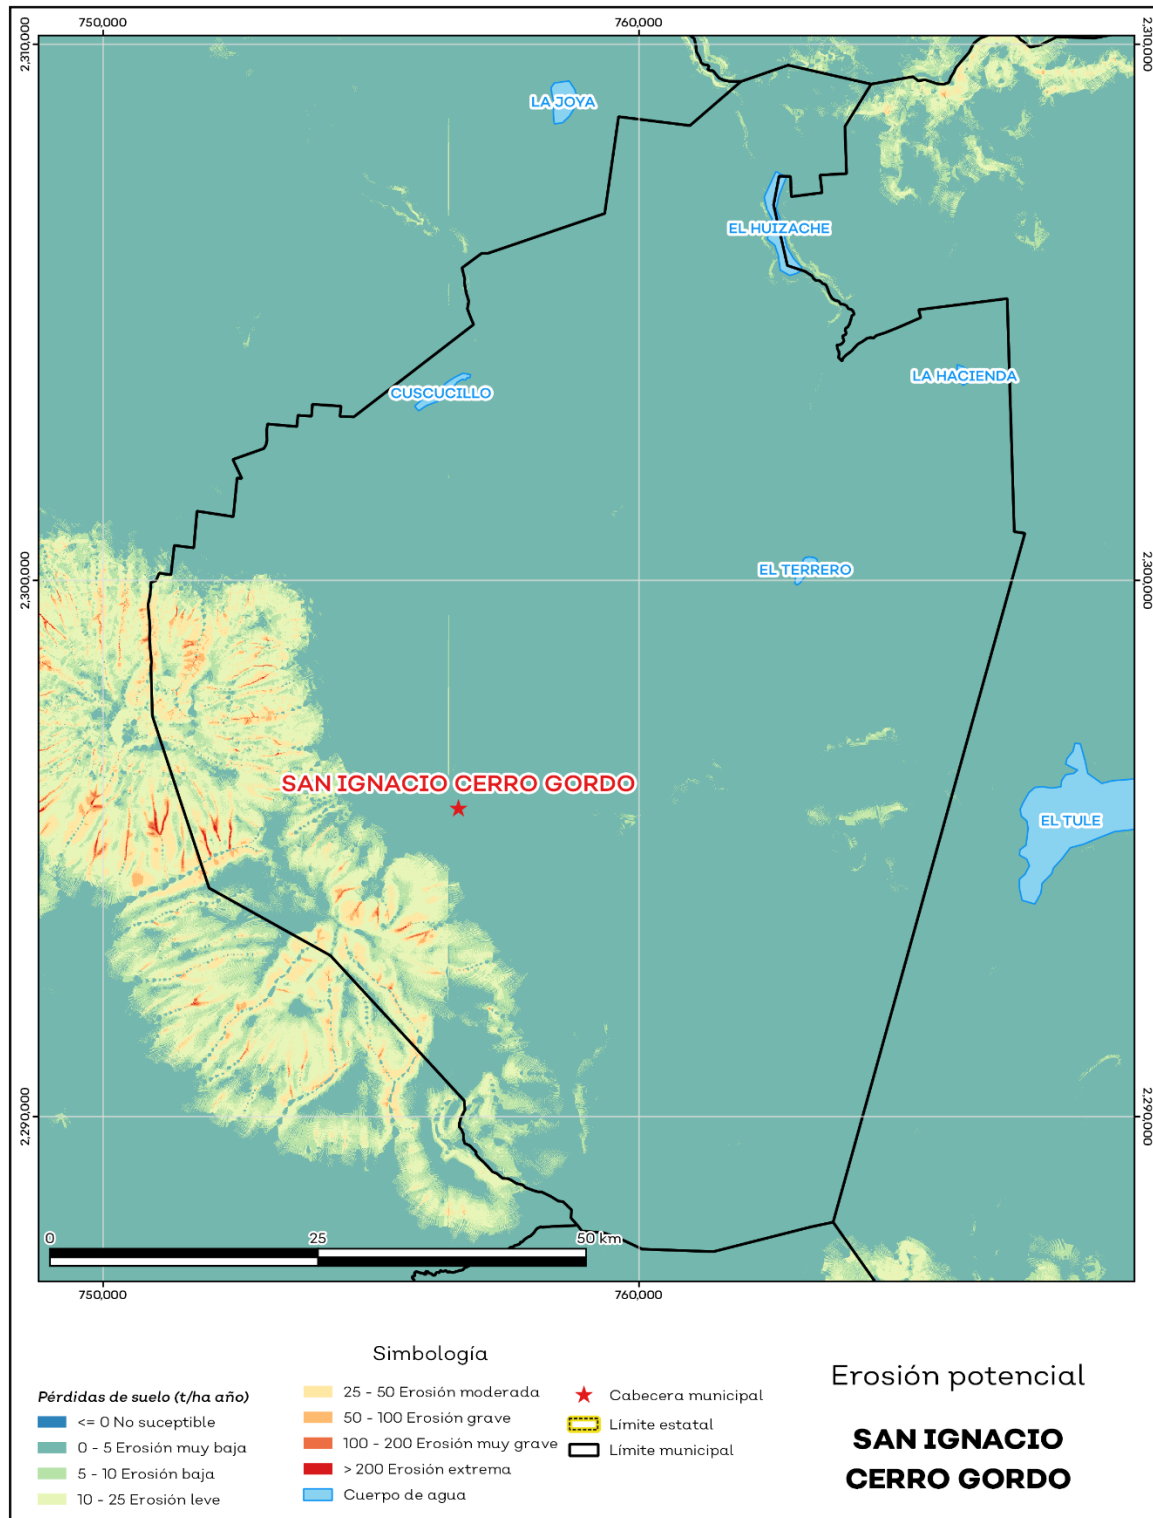 750,000
760,000
2,310,000
2,310,000
LA JOYA
EL HUIZACHE
LA HACIENDA
CUSCUCILLO
2,300,000
2,300,000
EL TERRERO
SAN IGNACIO CERRO GORDO
EL TULE
2,290,000
2,290,000
0
25
50 km
750,000
760,000
Simbología
Pérdidas de suelo (t/ha año)
<= 0 No suceptible
0 - 5 Erosión muy baja
5 - 10 Erosión baja
10 - 25 Erosión leve
25 - 50 Erosión moderada
50 - 100 Erosión grave
100 - 200 Erosión muy grave
> 200 Erosión extrema
Cuerpo de agua
Cabecera municipal
Límite estatal
Límite municipal
Erosión potencial
SAN IGNACIO
CERRO GORDO